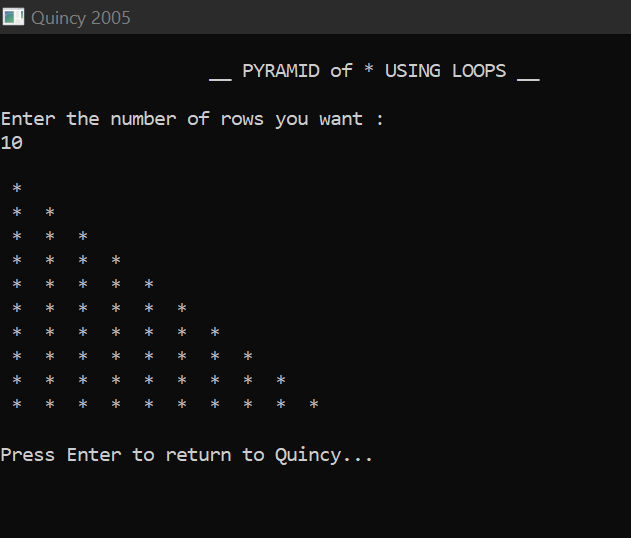 Quincy 2005
__ PYRAMID of * USING LOOPS __
Enter the number of rows you want :
10
*
* *
* * *
* * * *
* * * * *
* * * * * *
* * * * * * *
* * * * * * * *
* * * * * * * * *
* * * * * * * * * *
Press Enter to return to Quincy...